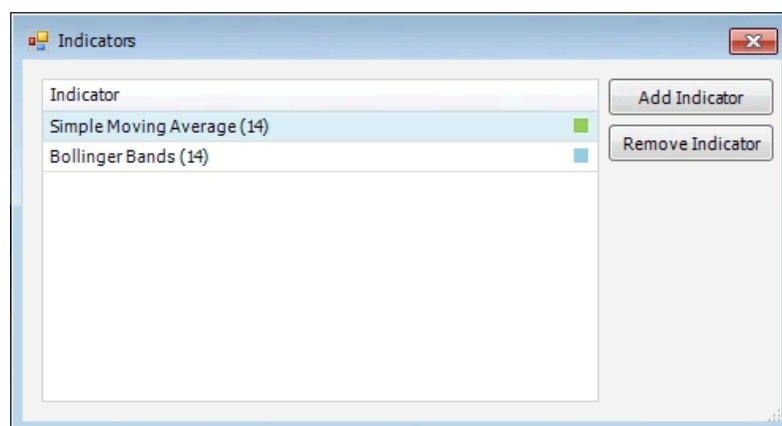 Indicators
Indicator
Add Indicator
Simple Moving Average (14)
Remove Indicator
Bollinger Bands (14)